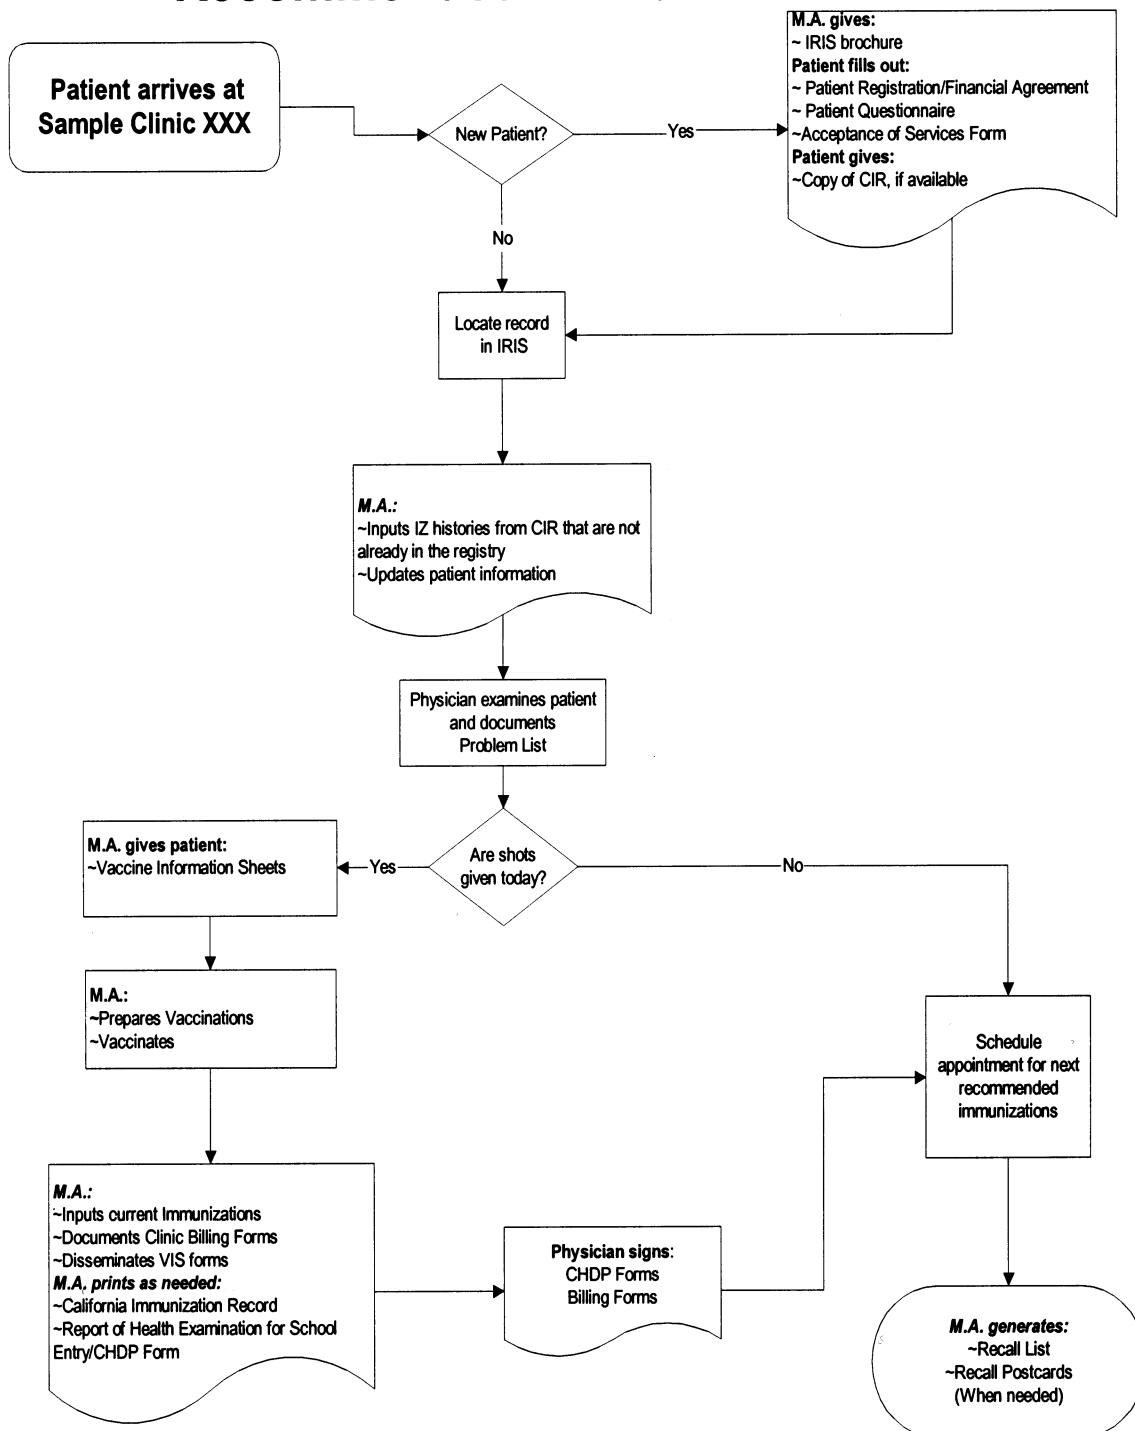 Patient arrives at
Sample Clinic XXX
New Patient?
Yes
M.A. gives:
~ IRIS brochure
Patient fills out:
~ Patient Registration/Financial Agreement
~ Patient Questionnaire
~Acceptance of Services Form
Patient gives:
~Copy of CIR, if available
No
Locate record
in IRIS
M.A.:
~Inputs IZ histories from CIR that are not
already in the registry
~Updates patient information
Physician examines patient
and documents
Problem List
Are shots
given today?
Yes
No
M.A. gives patient:
~Vaccine Information Sheets
M.A.:
~Prepares Vaccinations
~Vaccinates
Schedule
appointment for next
recommended
immunizations
M.A.:
~Inputs current Immunizations
~Documents Clinic Billing Forms
~Disseminates VIS forms
M.A. prints as needed:
~California Immunization Record
~Report of Health Examination for School
Entry/CHDP Form
Physician signs:
CHDP Forms
Billing Forms
M.A. generates:
~Recall List
~Recall Postcards
(When needed)